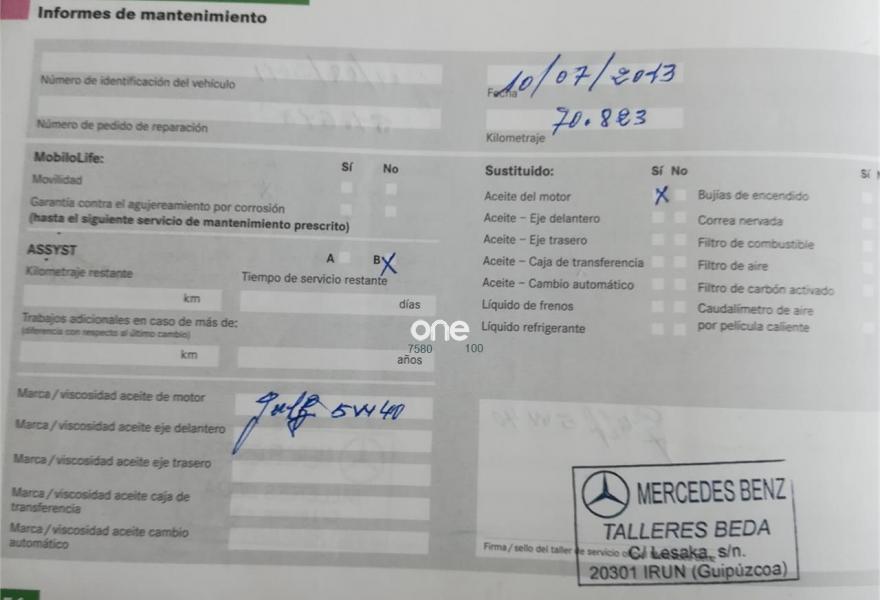 Informes de mantenimiento
Número de identificación del vehículo
Fecha 10/07/2013
Número de pedido de reparación
Kilometraje 70.823
MobiloLife:
Sí No
Movilidad
Garantía contra el agujereamiento por corrosión
(hasta el siguiente servicio de mantenimiento prescrito)
ASSYST
A B X
Kilometraje restante
Tiempo de servicio restante
km
días
Trabajos adicionales en caso de más de:
(diferencia con respecto al último cambio)
km
años
Marca/viscosidad aceite de motor
Gulf 5W40
Marca/viscosidad aceite eje delantero
Marca/viscosidad aceite eje trasero
Marca/viscosidad aceite caja de
transferencia
Marca/viscosidad aceite cambio
automático
Sustituido:
Sí No
Sí
Aceite del motor X
Aceite – Eje delantero
Aceite – Eje trasero
Aceite – Caja de transferencia
Aceite – Cambio automático
Líquido de frenos
Líquido refrigerante
Bujías de encendido
Correa nervada
Filtro de combustible
Filtro de aire
Filtro de carbón activado
Caudalímetro de aire
por película caliente
one
7580 100
Firma/sello del taller de servicio
MERCEDES BENZ
TALLERES BEDA
C/ Lesaka, s/n.
20301 IRUN (Guipúzcoa)